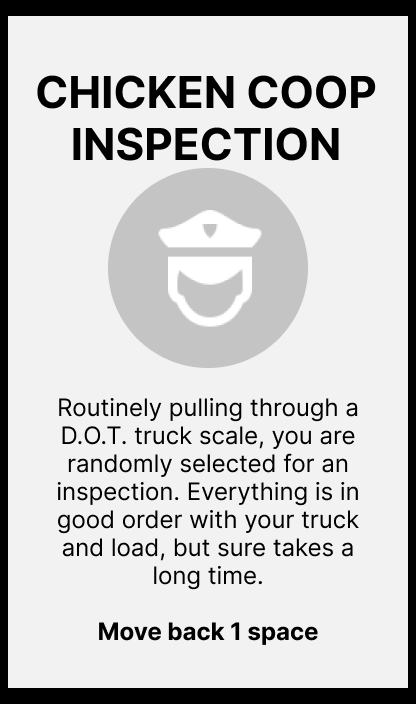 CHICKEN COOP
INSPECTION
Routinely pulling through a
D.O.T. truck scale, you are
randomly selected for an
inspection. Everything is in
good order with your truck
and load, but sure takes a
long time.
Move back 1 space